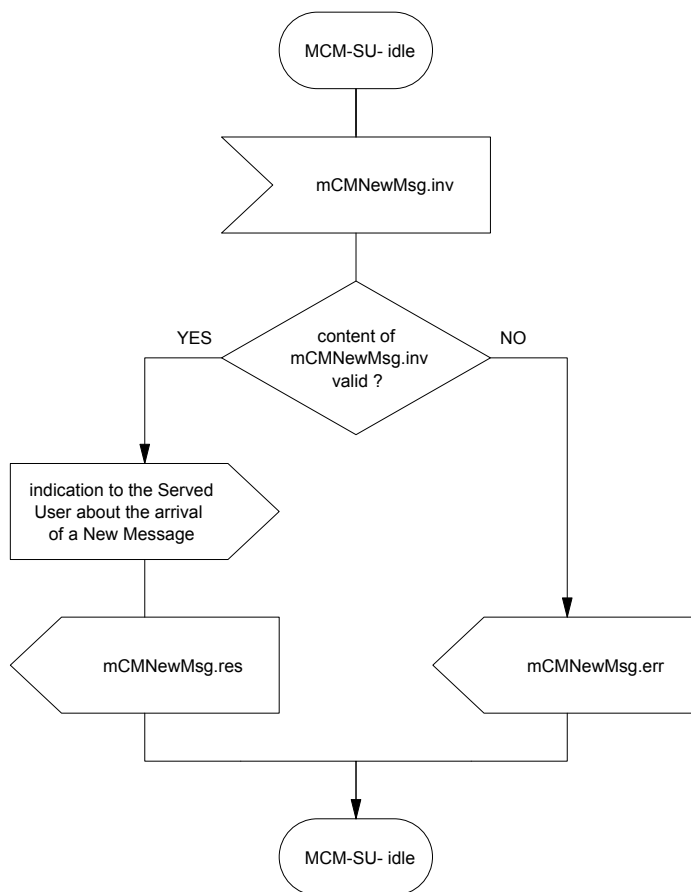 MCM-SU- idle
mCMNewMsg.inv
YES
content of
mCMNewMsg.inv
valid ?
NO
indication to the Served
User about the arrival
of a New Message
mCMNewMsg.res
mCMNewMsg.err
MCM-SU- idle